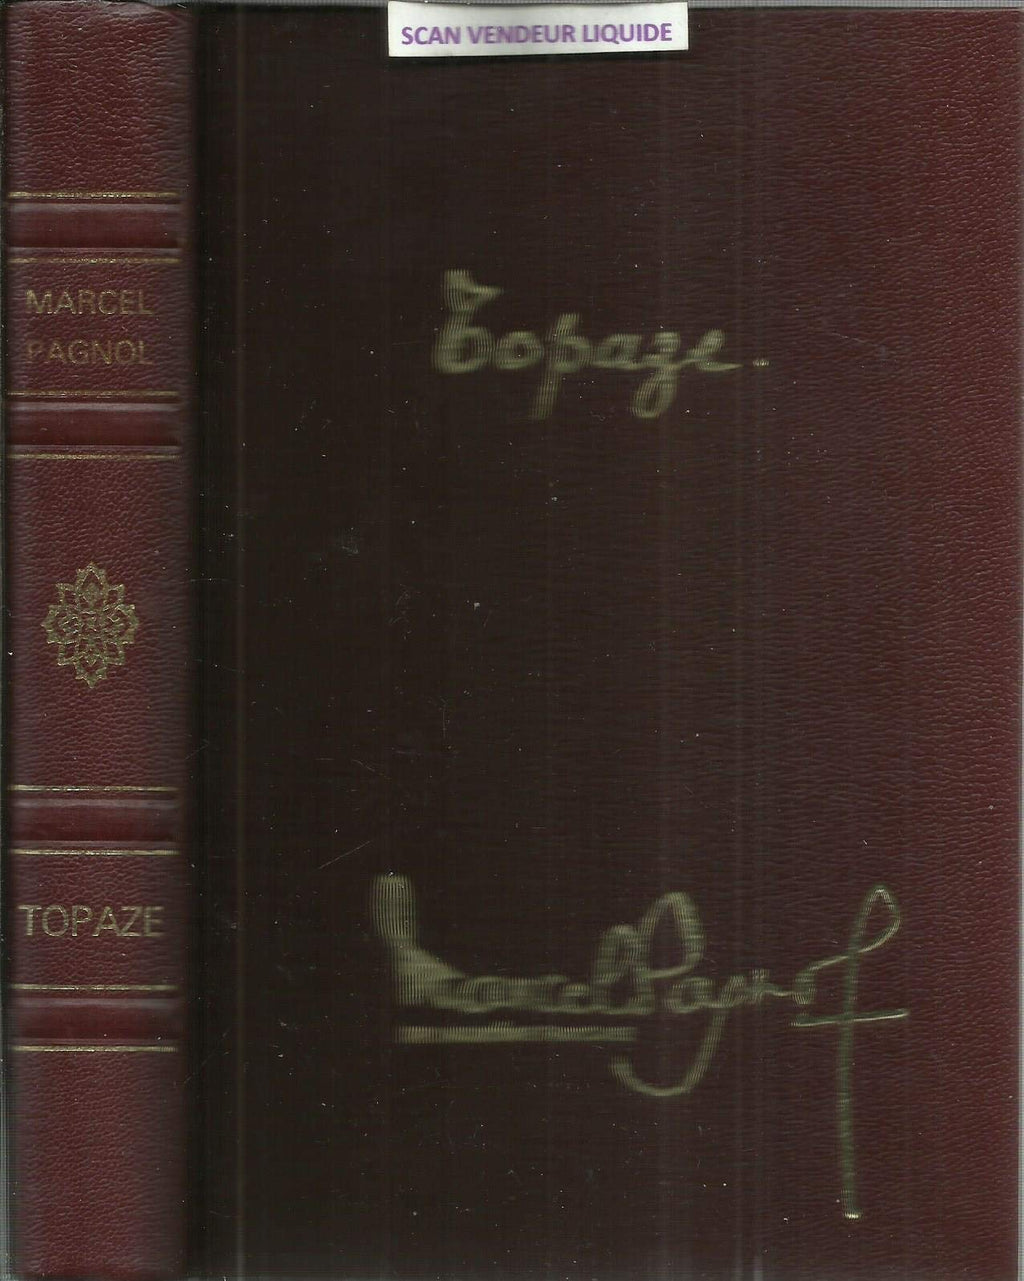 SCAN VENDEUR LIQUIDE
MARCEL
PAGNOL
TOPAZE
Topaze.
Marcel Pagnol